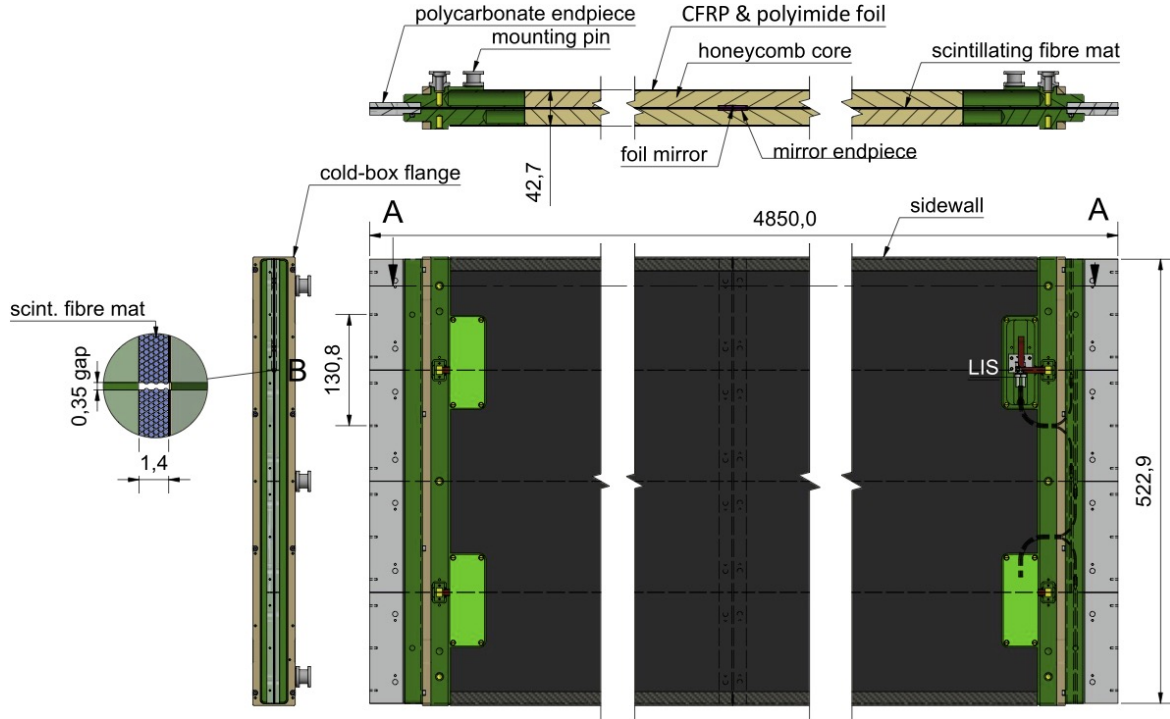 polycarbonate endpiece
CFRP & polyimide foil
mounting pin
honeycomb core
scintillating fibre mat
foil mirror
mirror endpiece
42,7
cold-box flange
A
4850,0
sidewall
A
scint. fibre mat
0,35 gap
1,4
B
130,8
LIS
522,9